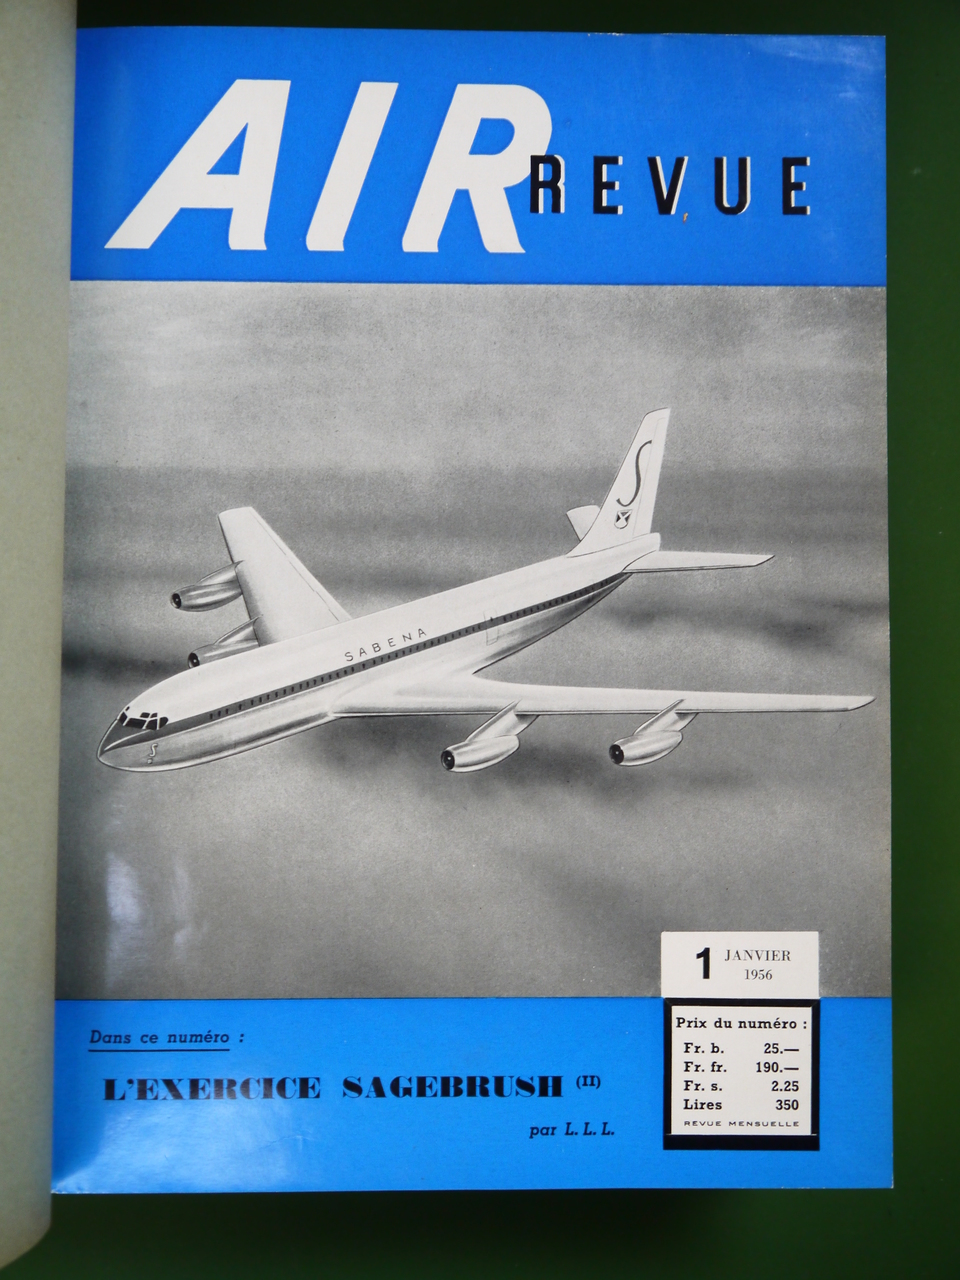 AIR REVUE
S
SABENA
S
1 JANVIER
1956
Dans ce numéro :
L'EXERCICE SAGEBRUSH (II)
par L. L. L.
Prix du numéro :
Fr. b. 25.—
Fr. fr. 190.—
Fr. s. 2.25
Lires 350
REVUE MENSUELLE